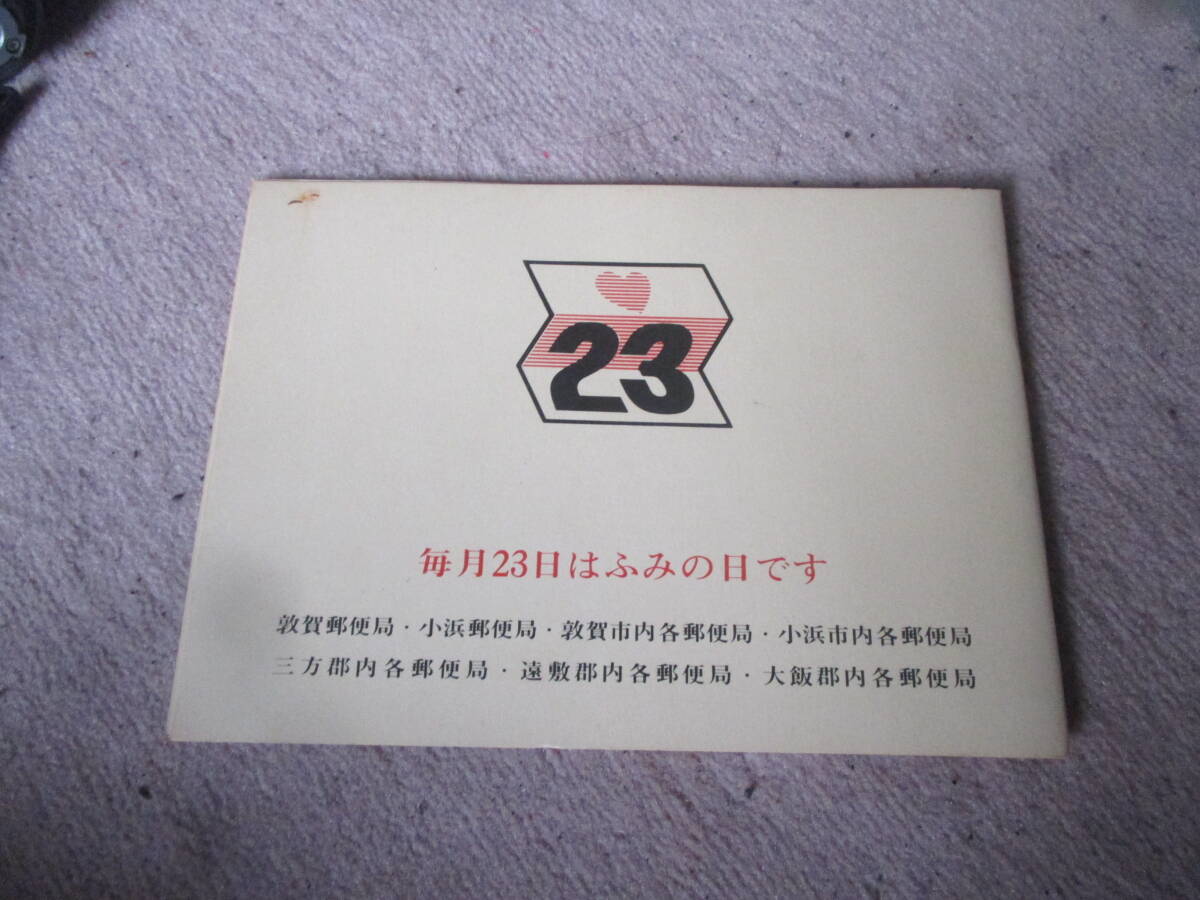 23
毎月23日はふみの日です
敦賀郵便局・小浜郵便局・敦賀市内各郵便局・小浜市内各郵便局
三方郡内各郵便局・遠敷郡内各郵便局・大飯郡内各郵便局